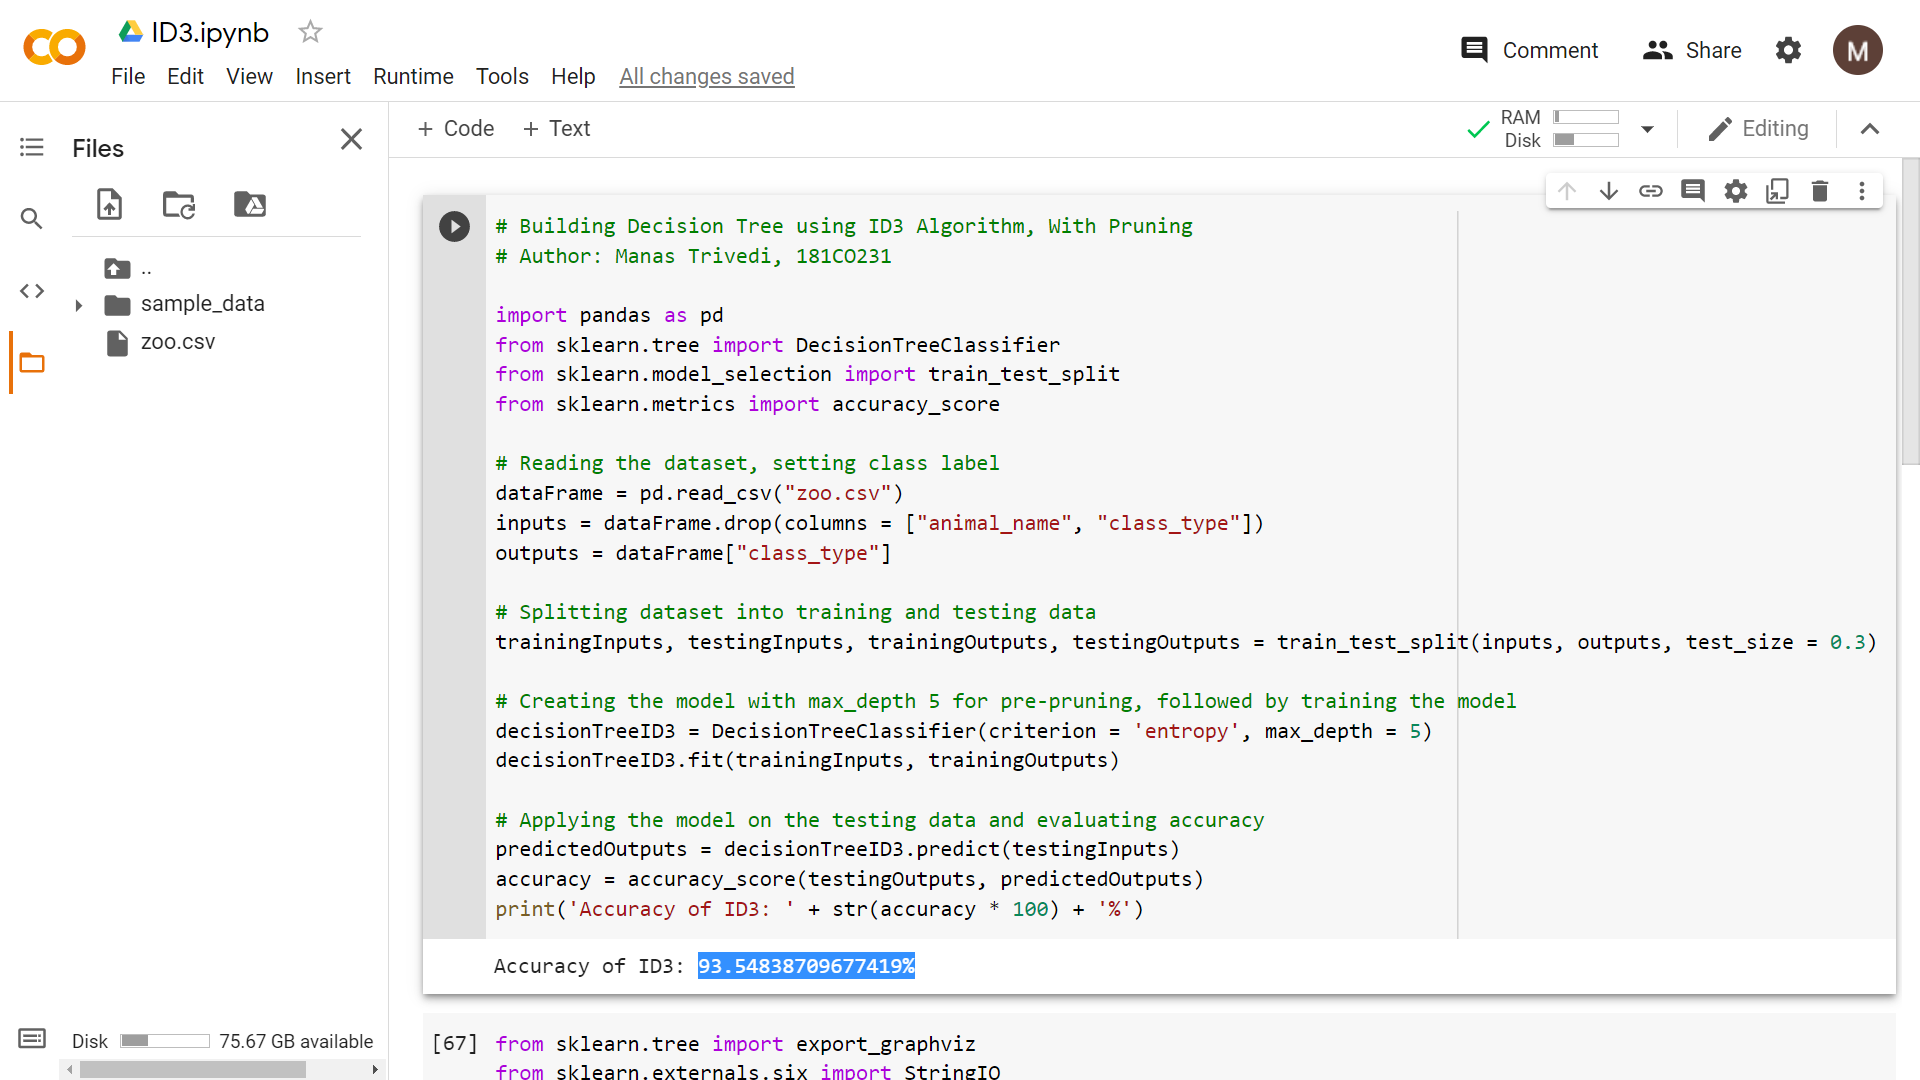 ID3.ipynb
File Edit View Insert Runtime Tools Help All changes saved
Comment Share M
Files
+ Code + Text
RAM
Disk
Editing
..
sample_data
zoo.csv
# Building Decision Tree using ID3 Algorithm, With Pruning
# Author: Manas Trivedi, 181CO231
import pandas as pd
from sklearn.tree import DecisionTreeClassifier
from sklearn.model_selection import train_test_split
from sklearn.metrics import accuracy_score
# Reading the dataset, setting class label
dataFrame = pd.read_csv("zoo.csv")
inputs = dataFrame.drop(columns = ["animal_name", "class_type"])
outputs = dataFrame["class_type"]
# Splitting dataset into training and testing data
trainingInputs, testingInputs, trainingOutputs, testingOutputs = train_test_split(inputs, outputs, test_size = 0.3)
# Creating the model with max_depth 5 for pre-pruning, followed by training the model
decisionTreeID3 = DecisionTreeClassifier(criterion = 'entropy', max_depth = 5)
decisionTreeID3.fit(trainingInputs, trainingOutputs)
# Applying the model on the testing data and evaluating accuracy
predictedOutputs = decisionTreeID3.predict(testingInputs)
accuracy = accuracy_score(testingOutputs, predictedOutputs)
print('Accuracy of ID3: ' + str(accuracy * 100) + '%')
Accuracy of ID3: 93.54838709677419%
Disk 75.67 GB available
[67] from sklearn.tree import export_graphviz
from sklearn.externals.six import StringIO